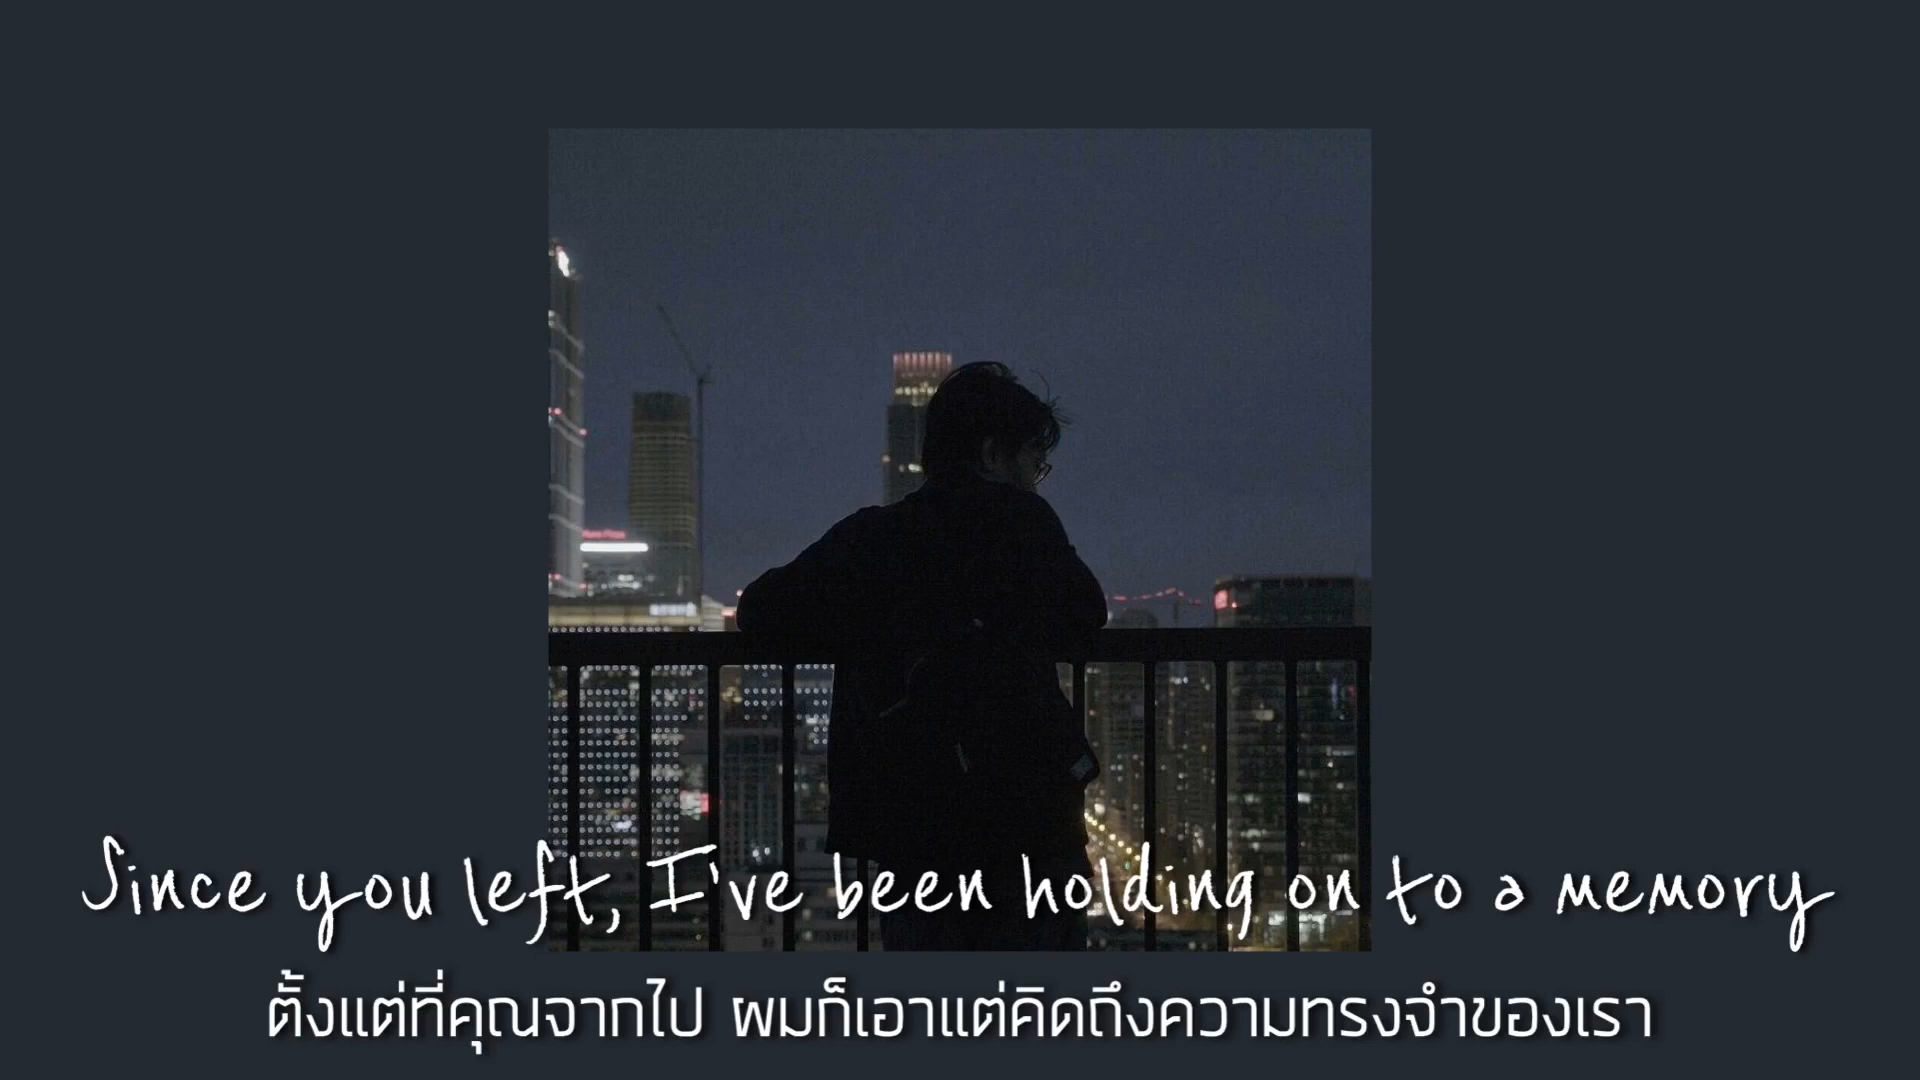 Since you left, I've been holding on to a memory
ตั้งแต่ที่คุณจากไป ผมก็เอาแต่คิดถึงความทรงจำของเรา